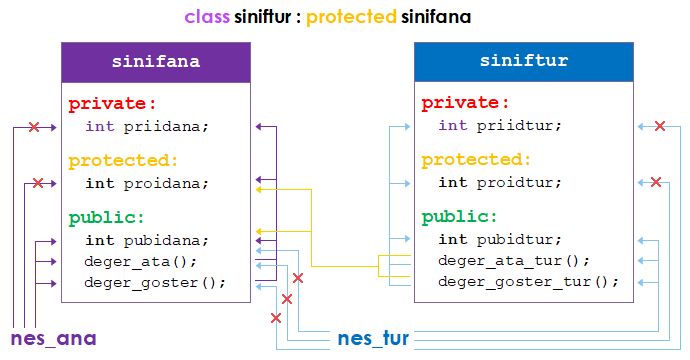 class siniftur : protected sinifana
sinifana
private:
int priidana;
protected:
int proidana;
public:
int pubidana;
deger_ata();
deger_goster();
siniftur
private:
int priidtur;
protected:
int proidtur;
public:
int pubidtur;
deger_ata_tur();
deger_goster_tur();
nes_ana
nes_tur